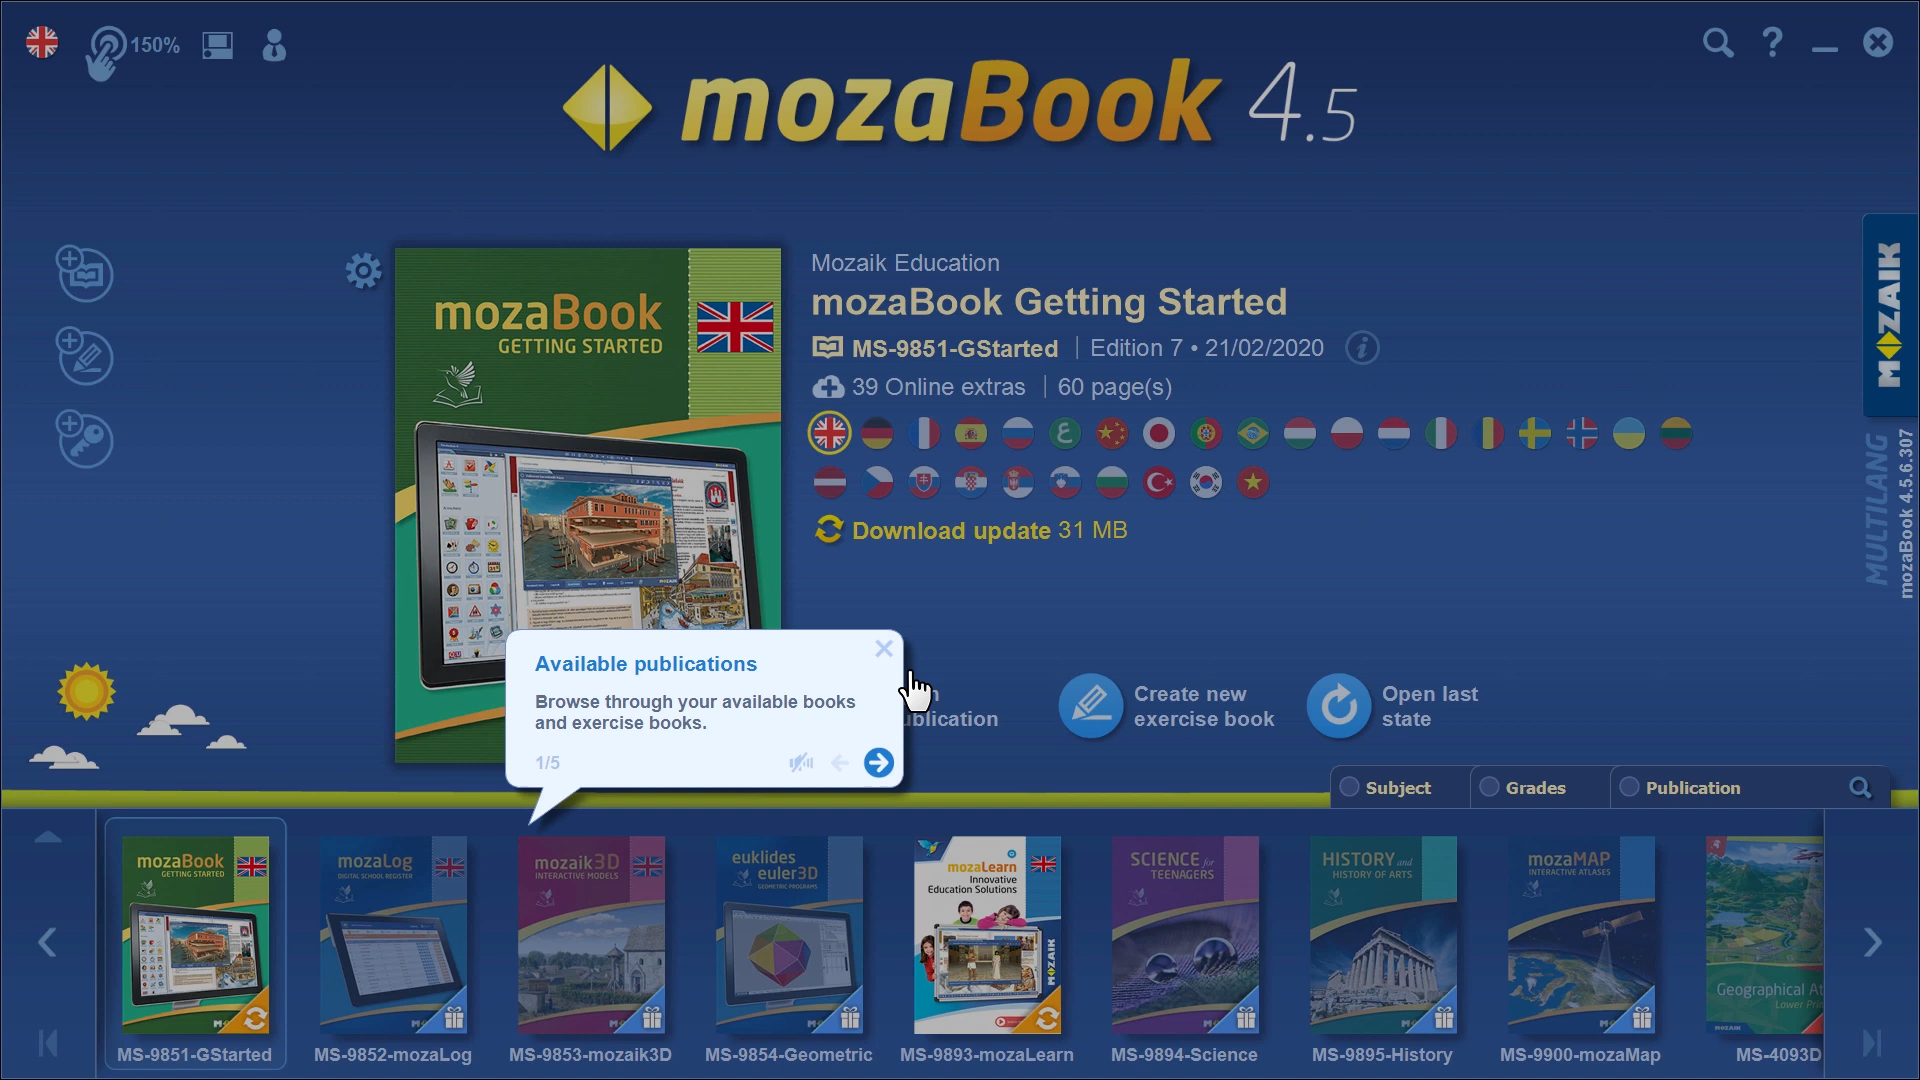 150%
mozaBook 4.5
MOZAIK
MULTILANG
mozaBook 4.5.6.307
mozaBook
GETTING STARTED
Mozaik Education
mozaBook Getting Started
MS-9851-GStarted | Edition 7 • 21/02/2020
39 Online extras | 60 page(s)
Download update 31 MB
Create new
exercise book
Open last
state
Available publications
Browse through your available books
and exercise books.
1/5
Subject
Grades
Publication
mozaBook
GETTING STARTED
mozaLog
DIGITAL SCHOOL REGISTER
mozaik3D
INTERACTIVE MODELS
euklides
euler3D
GEOMETRIC PROGRAMS
mozaLearn
Innovative
Education Solutions
MOZAIK
SCIENCE for
TEENAGERS
HISTORY and
HISTORY OF ARTS
mozaMAP
INTERACTIVE ATLASES
MOZAIK
MS-9851-GStarted
MS-9852-mozaLog
MS-9853-mozaik3D
MS-9854-Geometric
MS-9893-mozaLearn
MS-9894-Science
MS-9895-History
MS-9900-mozaMap
MS-4093D